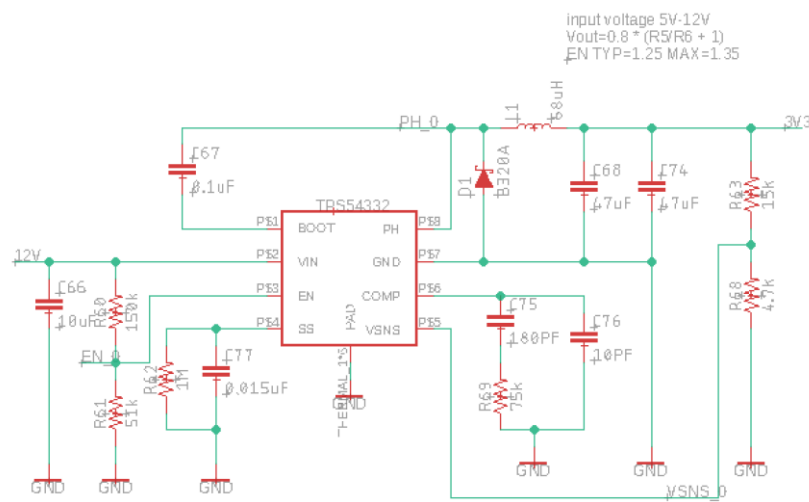 input voltage 5V-12V
Vout=0.8 * (R5/R6 + 1)
EN TYP=1.25 MAX=1.35
PH_0
L1
68uH
3V3
C67
0.1uF
D1
B320A
C68
47uF
C74
47uF
R63
15k
TPS54332
P$1
BOOT
PH
P$8
12V
P$2
VIN
GND
P$7
C66
10uF
R60
150k
P$3
EN
COMP
P$6
R68
4.7k
P$4
SS
PAD
VSNS
P$5
C75
180PF
C76
10PF
EN_0
R62
1M
C77
0.015uF
THERMAL_1*6
GND
R61
51k
R69
75k
GND
GND
GND
GND
GND
GND
VSNS_0